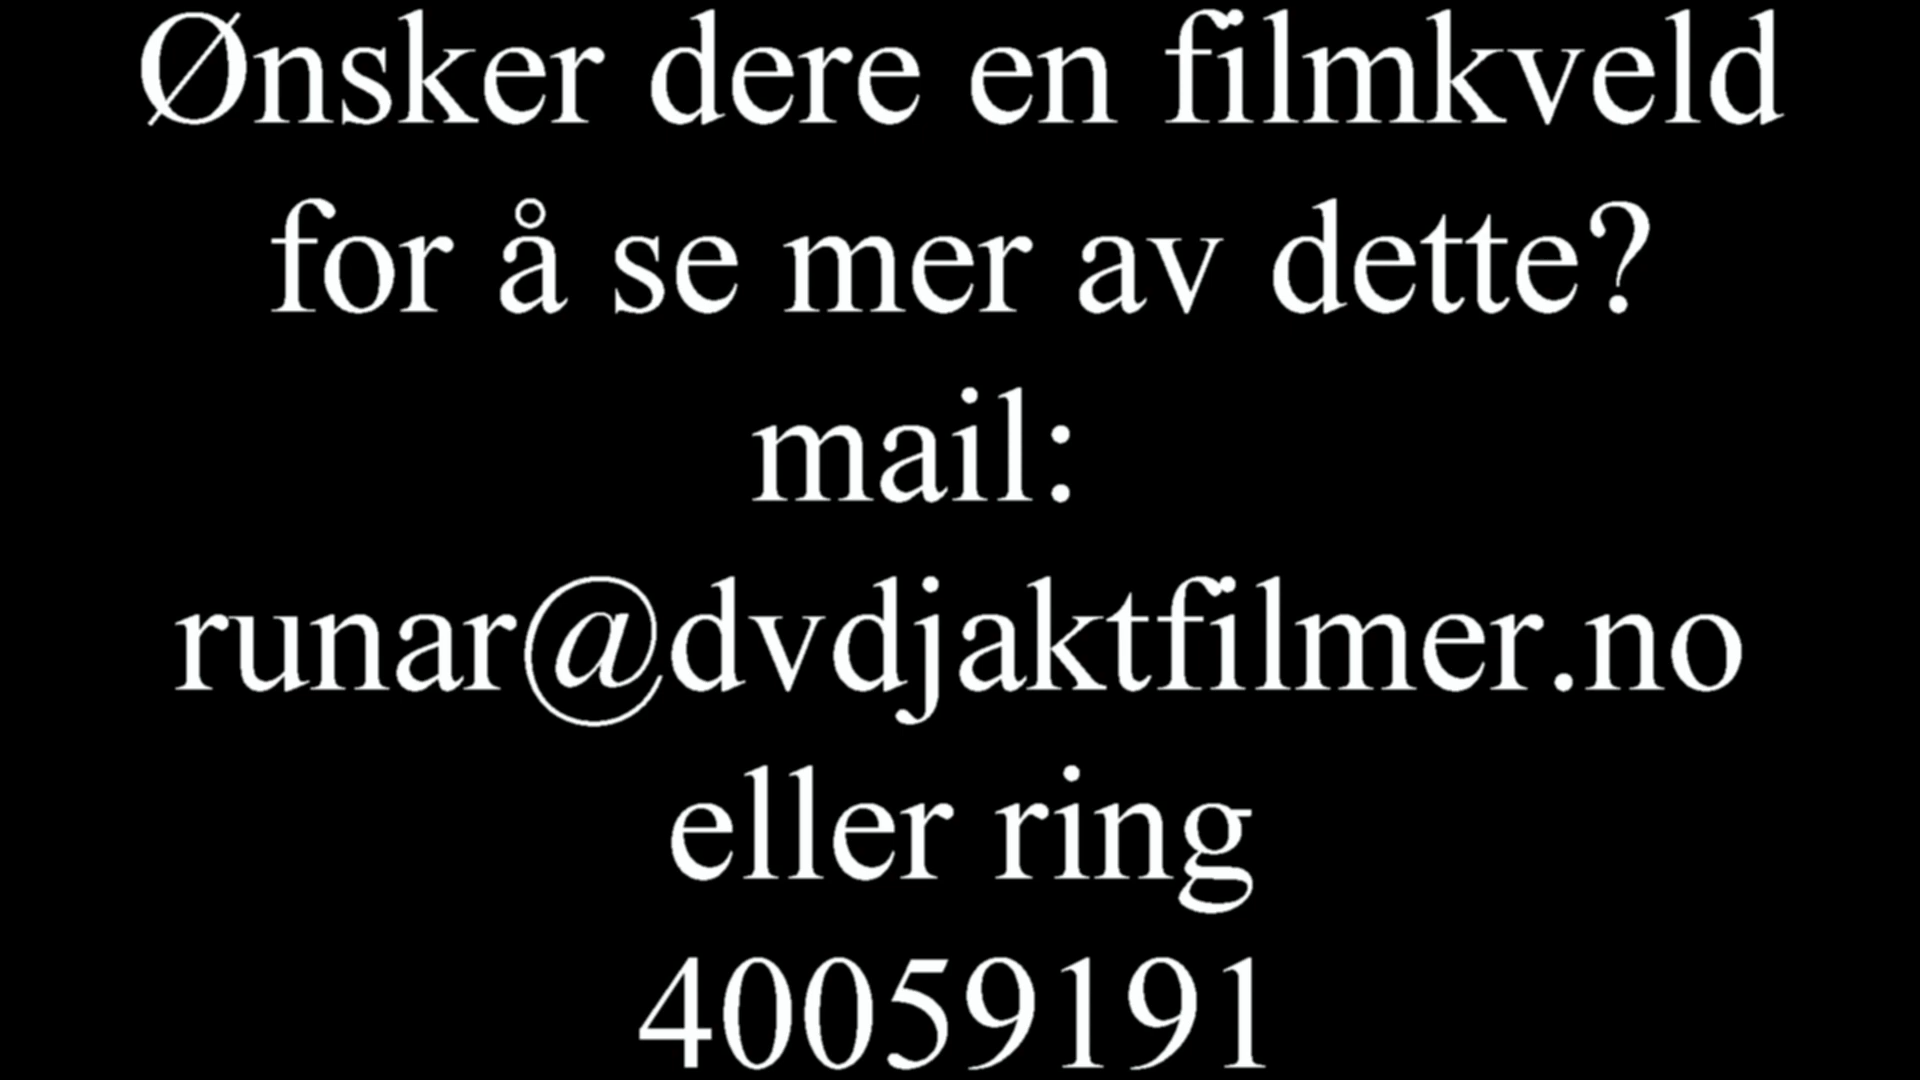 Ønsker dere en filmkveld
for å se mer av dette?
mail:
runar@dvdjaktfilmer.no
eller ring
40059191